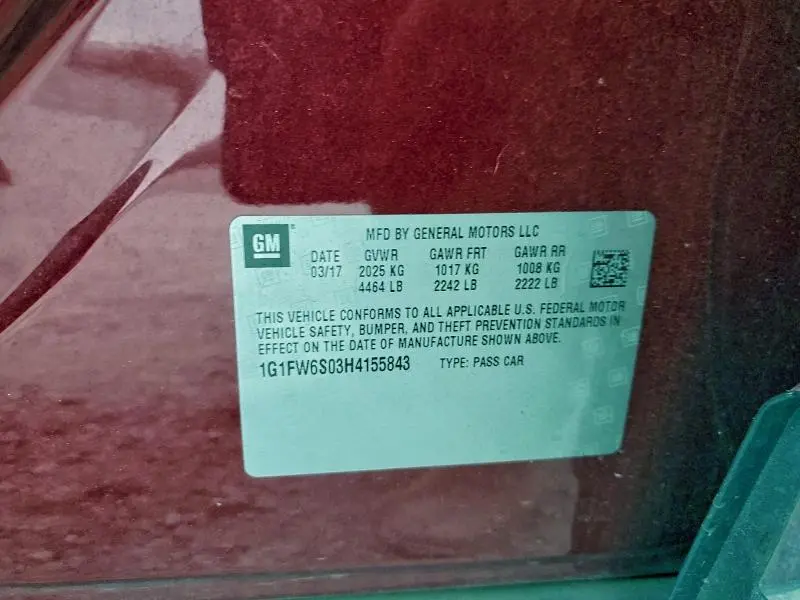 GM
MFD BY GENERAL MOTORS LLC
DATE GVWR GAWR FRT GAWR RR
03/17 2025 KG 1017 KG 1008 KG
4464 LB 2242 LB 2222 LB
THIS VEHICLE CONFORMS TO ALL APPLICABLE U.S. FEDERAL MOTOR
VEHICLE SAFETY, BUMPER, AND THEFT PREVENTION STANDARDS IN
EFFECT ON THE DATE OF MANUFACTURE SHOWN ABOVE.
1G1FW6S03H4155843 TYPE: PASS CAR